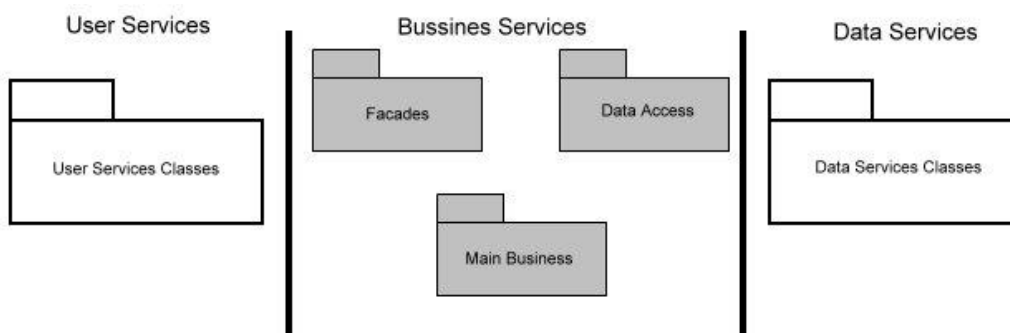 User Services
Bussines Services
Data Services
Facades
Data Access
User Services Classes
Data Services Classes
Main Business